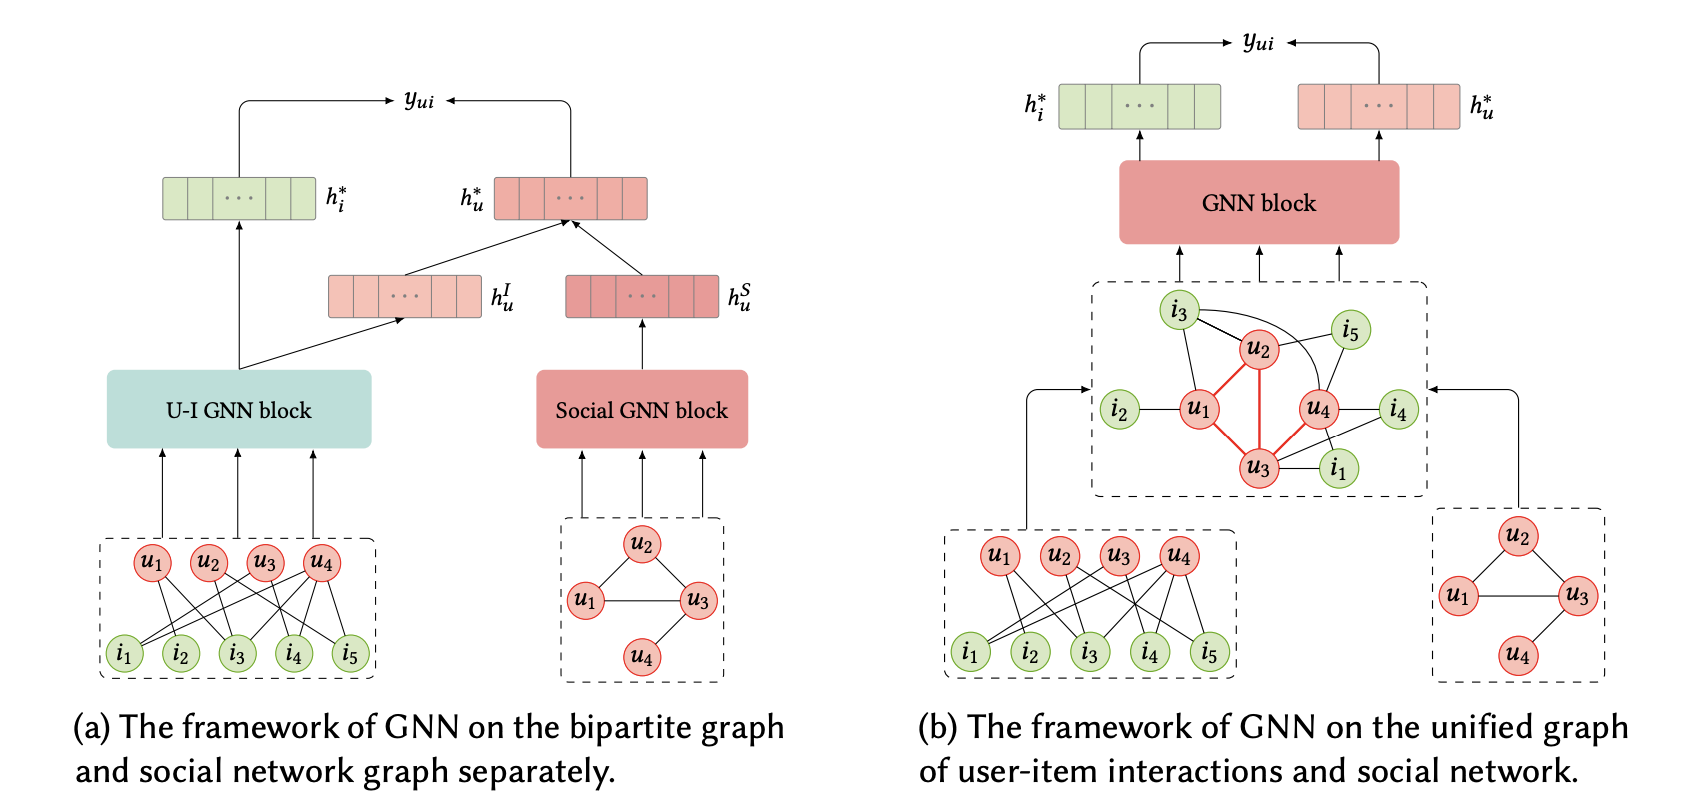 y_ui
h_i^*
h_u^*
h_u^I
h_u^S
U-I GNN block
Social GNN block
u_1 u_2 u_3 u_4
i_1 i_2 i_3 i_4 i_5
u_2
u_1 u_3
u_4
(a) The framework of GNN on the bipartite graph
and social network graph separately.
y_ui
h_i^*
h_u^*
GNN block
i_3
i_5
u_2
i_2 u_1 u_4 i_4
u_3 i_1
u_1 u_2 u_3 u_4
i_1 i_2 i_3 i_4 i_5
u_2
u_1 u_3
u_4
(b) The framework of GNN on the unified graph
of user-item interactions and social network.